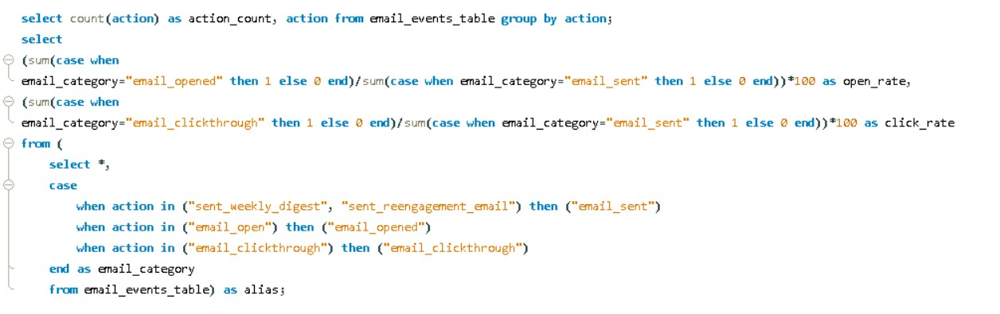 select count(action) as action_count, action from email_events_table group by action;
select
(sum(case when
email_category="email_opened" then 1 else 0 end)/sum(case when email_category="email_sent" then 1 else 0 end))*100 as open_rate,
(sum(case when
email_category="email_clickthrough" then 1 else 0 end)/sum(case when email_category="email_sent" then 1 else 0 end))*100 as click_rate
from (
select *,
case
when action in ("sent_weekly_digest", "sent_reengagement_email") then ("email_sent")
when action in ("email_open") then ("email_opened")
when action in ("email_clickthrough") then ("email_clickthrough")
end as email_category
from email_events_table) as alias;